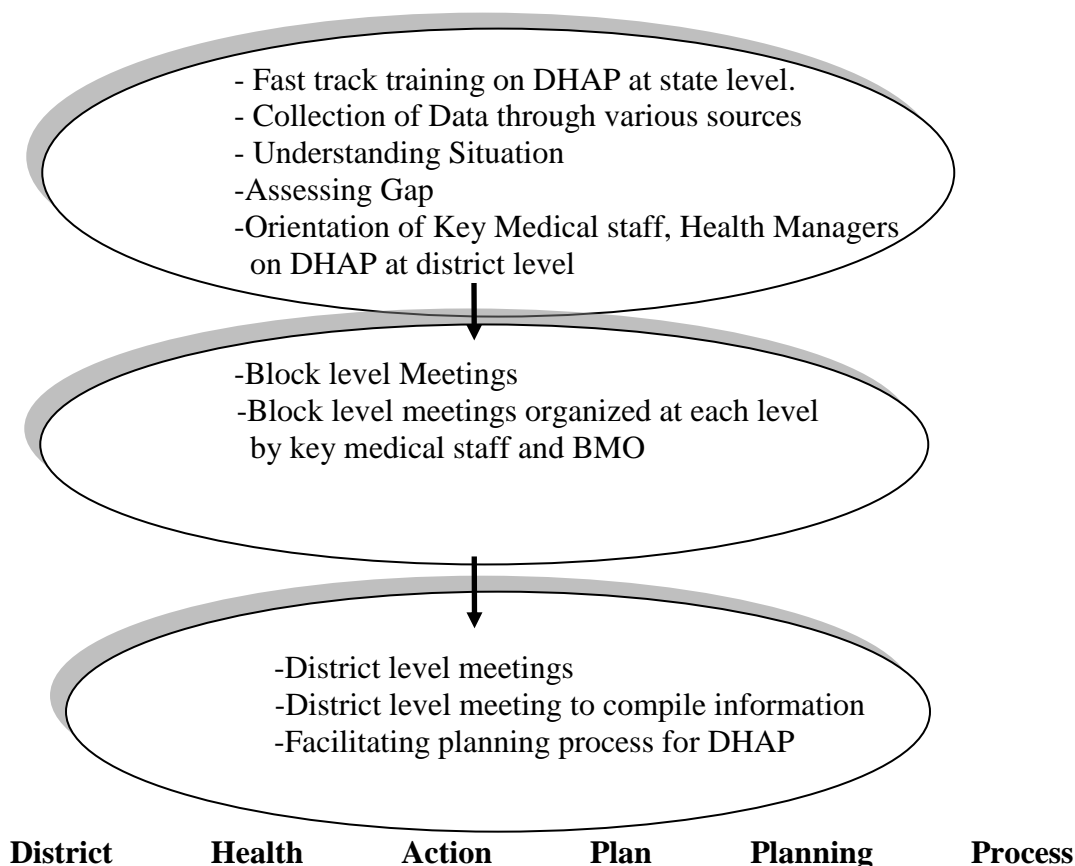 - Fast track training on DHAP at state level.
- Collection of Data through various sources
- Understanding Situation
-Assessing Gap
-Orientation of Key Medical staff, Health Managers
on DHAP at district level
-Block level Meetings
-Block level meetings organized at each level
by key medical staff and BMO
-District level meetings
-District level meeting to compile information
-Facilitating planning process for DHAP
District Health Action Plan Planning Process